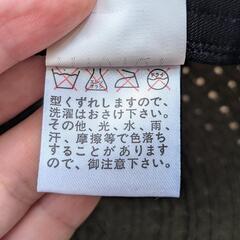 型くずれしますので、
洗濯はおさけ下さい。
その他、光、水、雨、
汗、摩擦等で色落ち
することがあります
ので、御注意下さい。